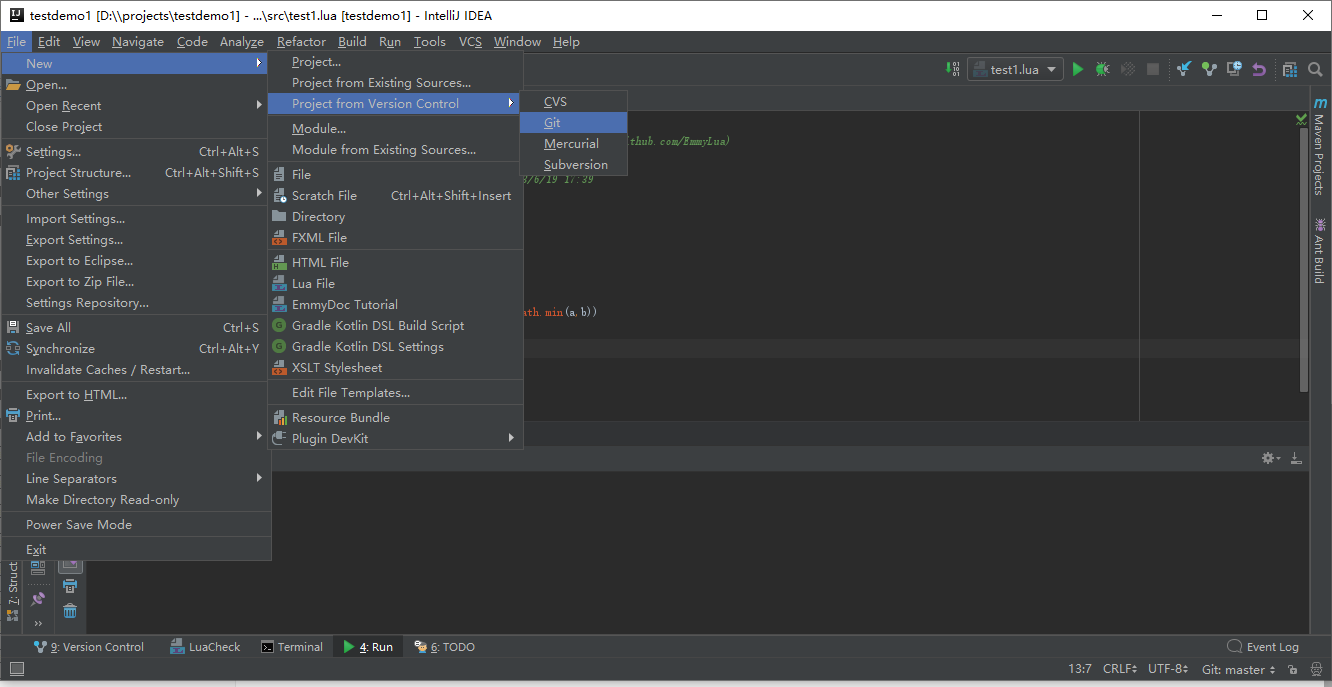 testdemo1 [D:\\projects\testdemo1] - ...\src\test1.lua [testdemo1] - IntelliJ IDEA
File Edit View Navigate Code Analyze Refactor Build Run Tools VCS Window Help
test1.lua
New
Open...
Open Recent
Close Project
Settings... Ctrl+Alt+S
Project Structure... Ctrl+Alt+Shift+S
Other Settings
Import Settings...
Export Settings...
Export to Eclipse...
Export to Zip File...
Settings Repository...
Save All Ctrl+S
Synchronize Ctrl+Alt+Y
Invalidate Caches / Restart...
Export to HTML...
Print...
Add to Favorites
File Encoding
Line Separators
Make Directory Read-only
Power Save Mode
Exit
Project...
Project from Existing Sources...
Project from Version Control
Module...
Module from Existing Sources...
File
Scratch File Ctrl+Alt+Shift+Insert
Directory
FXML File
HTML File
Lua File
EmmyDoc Tutorial
Gradle Kotlin DSL Build Script
Gradle Kotlin DSL Settings
XSLT Stylesheet
Edit File Templates...
Resource Bundle
Plugin DevKit
CVS
Git
Mercurial
Subversion
thub.com/EmmyLua)
/6/19 17:39
ath.min(a,b))
m
Maven Projects
Ant Build
7: Struct
9: Version Control LuaCheck Terminal 4: Run 6: TODO Event Log
13:7 CRLF UTF-8 Git: master